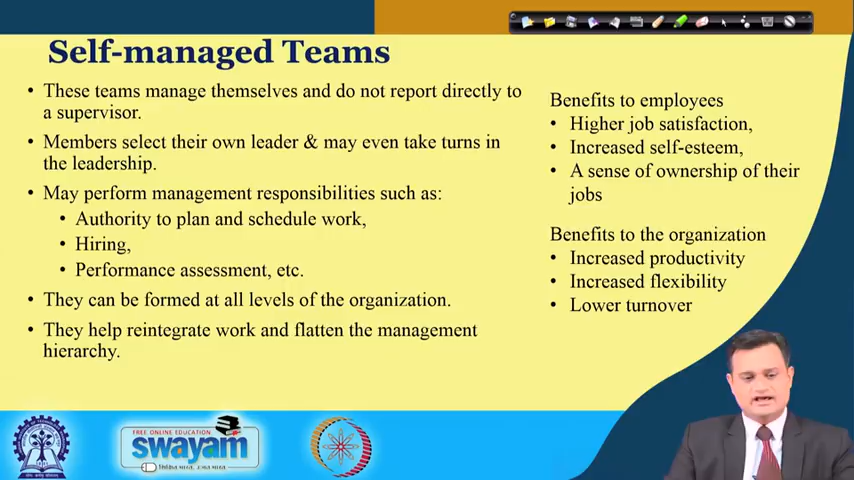 Self-managed Teams
• These teams manage themselves and do not report directly to
a supervisor.
• Members select their own leader & may even take turns in
the leadership.
• May perform management responsibilities such as:
• Authority to plan and schedule work,
• Hiring,
• Performance assessment, etc.
• They can be formed at all levels of the organization.
• They help reintegrate work and flatten the management
hierarchy.
Benefits to employees
• Higher job satisfaction,
• Increased self-esteem,
• A sense of ownership of their
jobs
Benefits to the organization
• Increased productivity
• Increased flexibility
• Lower turnover
FREE ONLINE EDUCATION
swayam